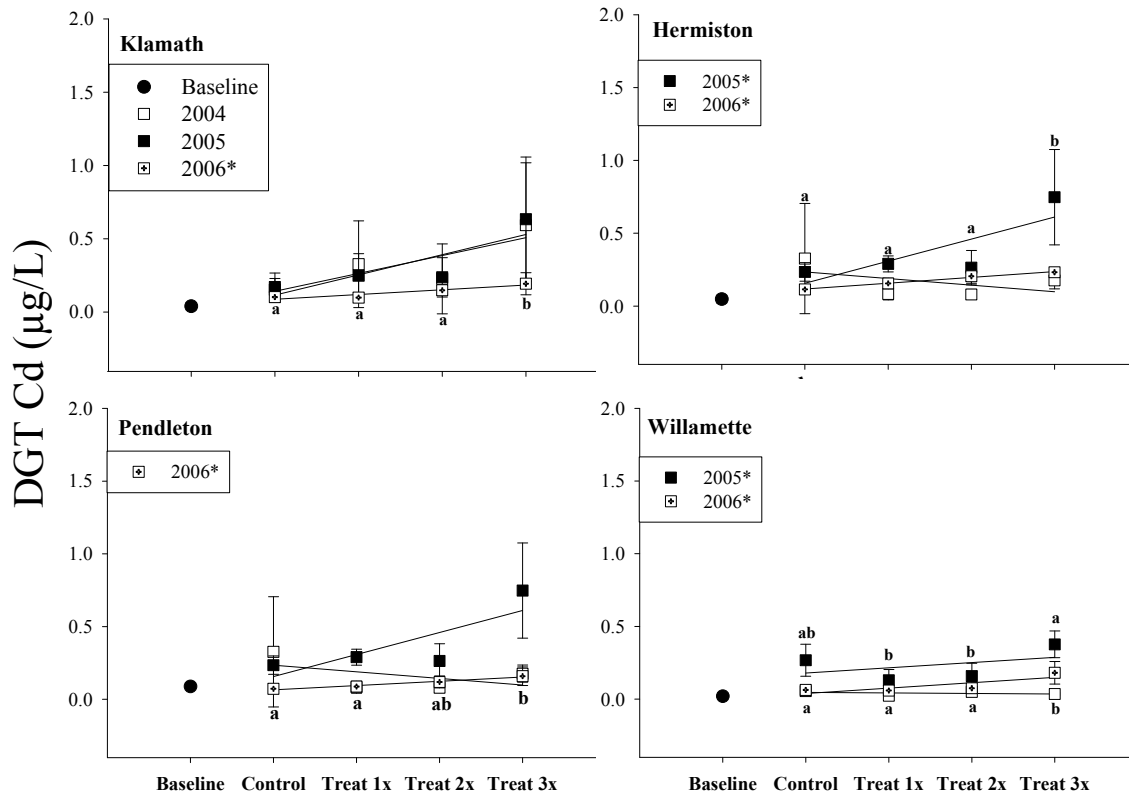 DGT Cd (µg/L)
2.0
1.5
1.0
0.5
0.0
Klamath
Baseline
2004
2005
2006*
a
a
a
b
2.0
1.5
1.0
0.5
0.0
Hermiston
2005*
2006*
a
a
a
b
2.0
1.5
1.0
0.5
0.0
Pendleton
2006*
a
a
ab
b
Baseline Control Treat 1x Treat 2x Treat 3x
2.0
1.5
1.0
0.5
0.0
Willamette
2005*
2006*
ab
b
b
a
a
a
a
b
Baseline Control Treat 1x Treat 2x Treat 3x